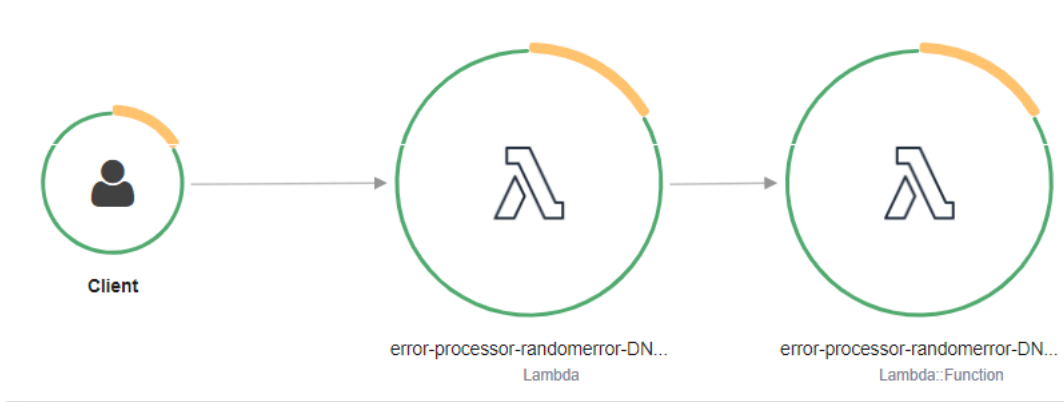 Client
error-processor-randomerror-DN...
Lambda
error-processor-randomerror-DN...
Lambda::Function